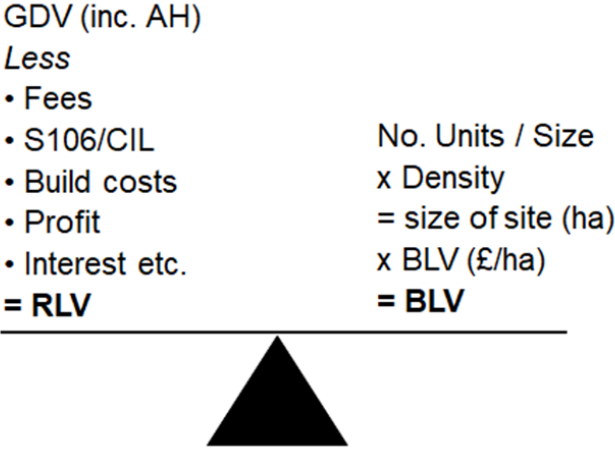 GDV (inc. AH)
Less
• Fees
• S106/CIL
• Build costs
• Profit
• Interest etc.
= RLV
No. Units / Size
x Density
= size of site (ha)
x BLV (£/ha)
= BLV